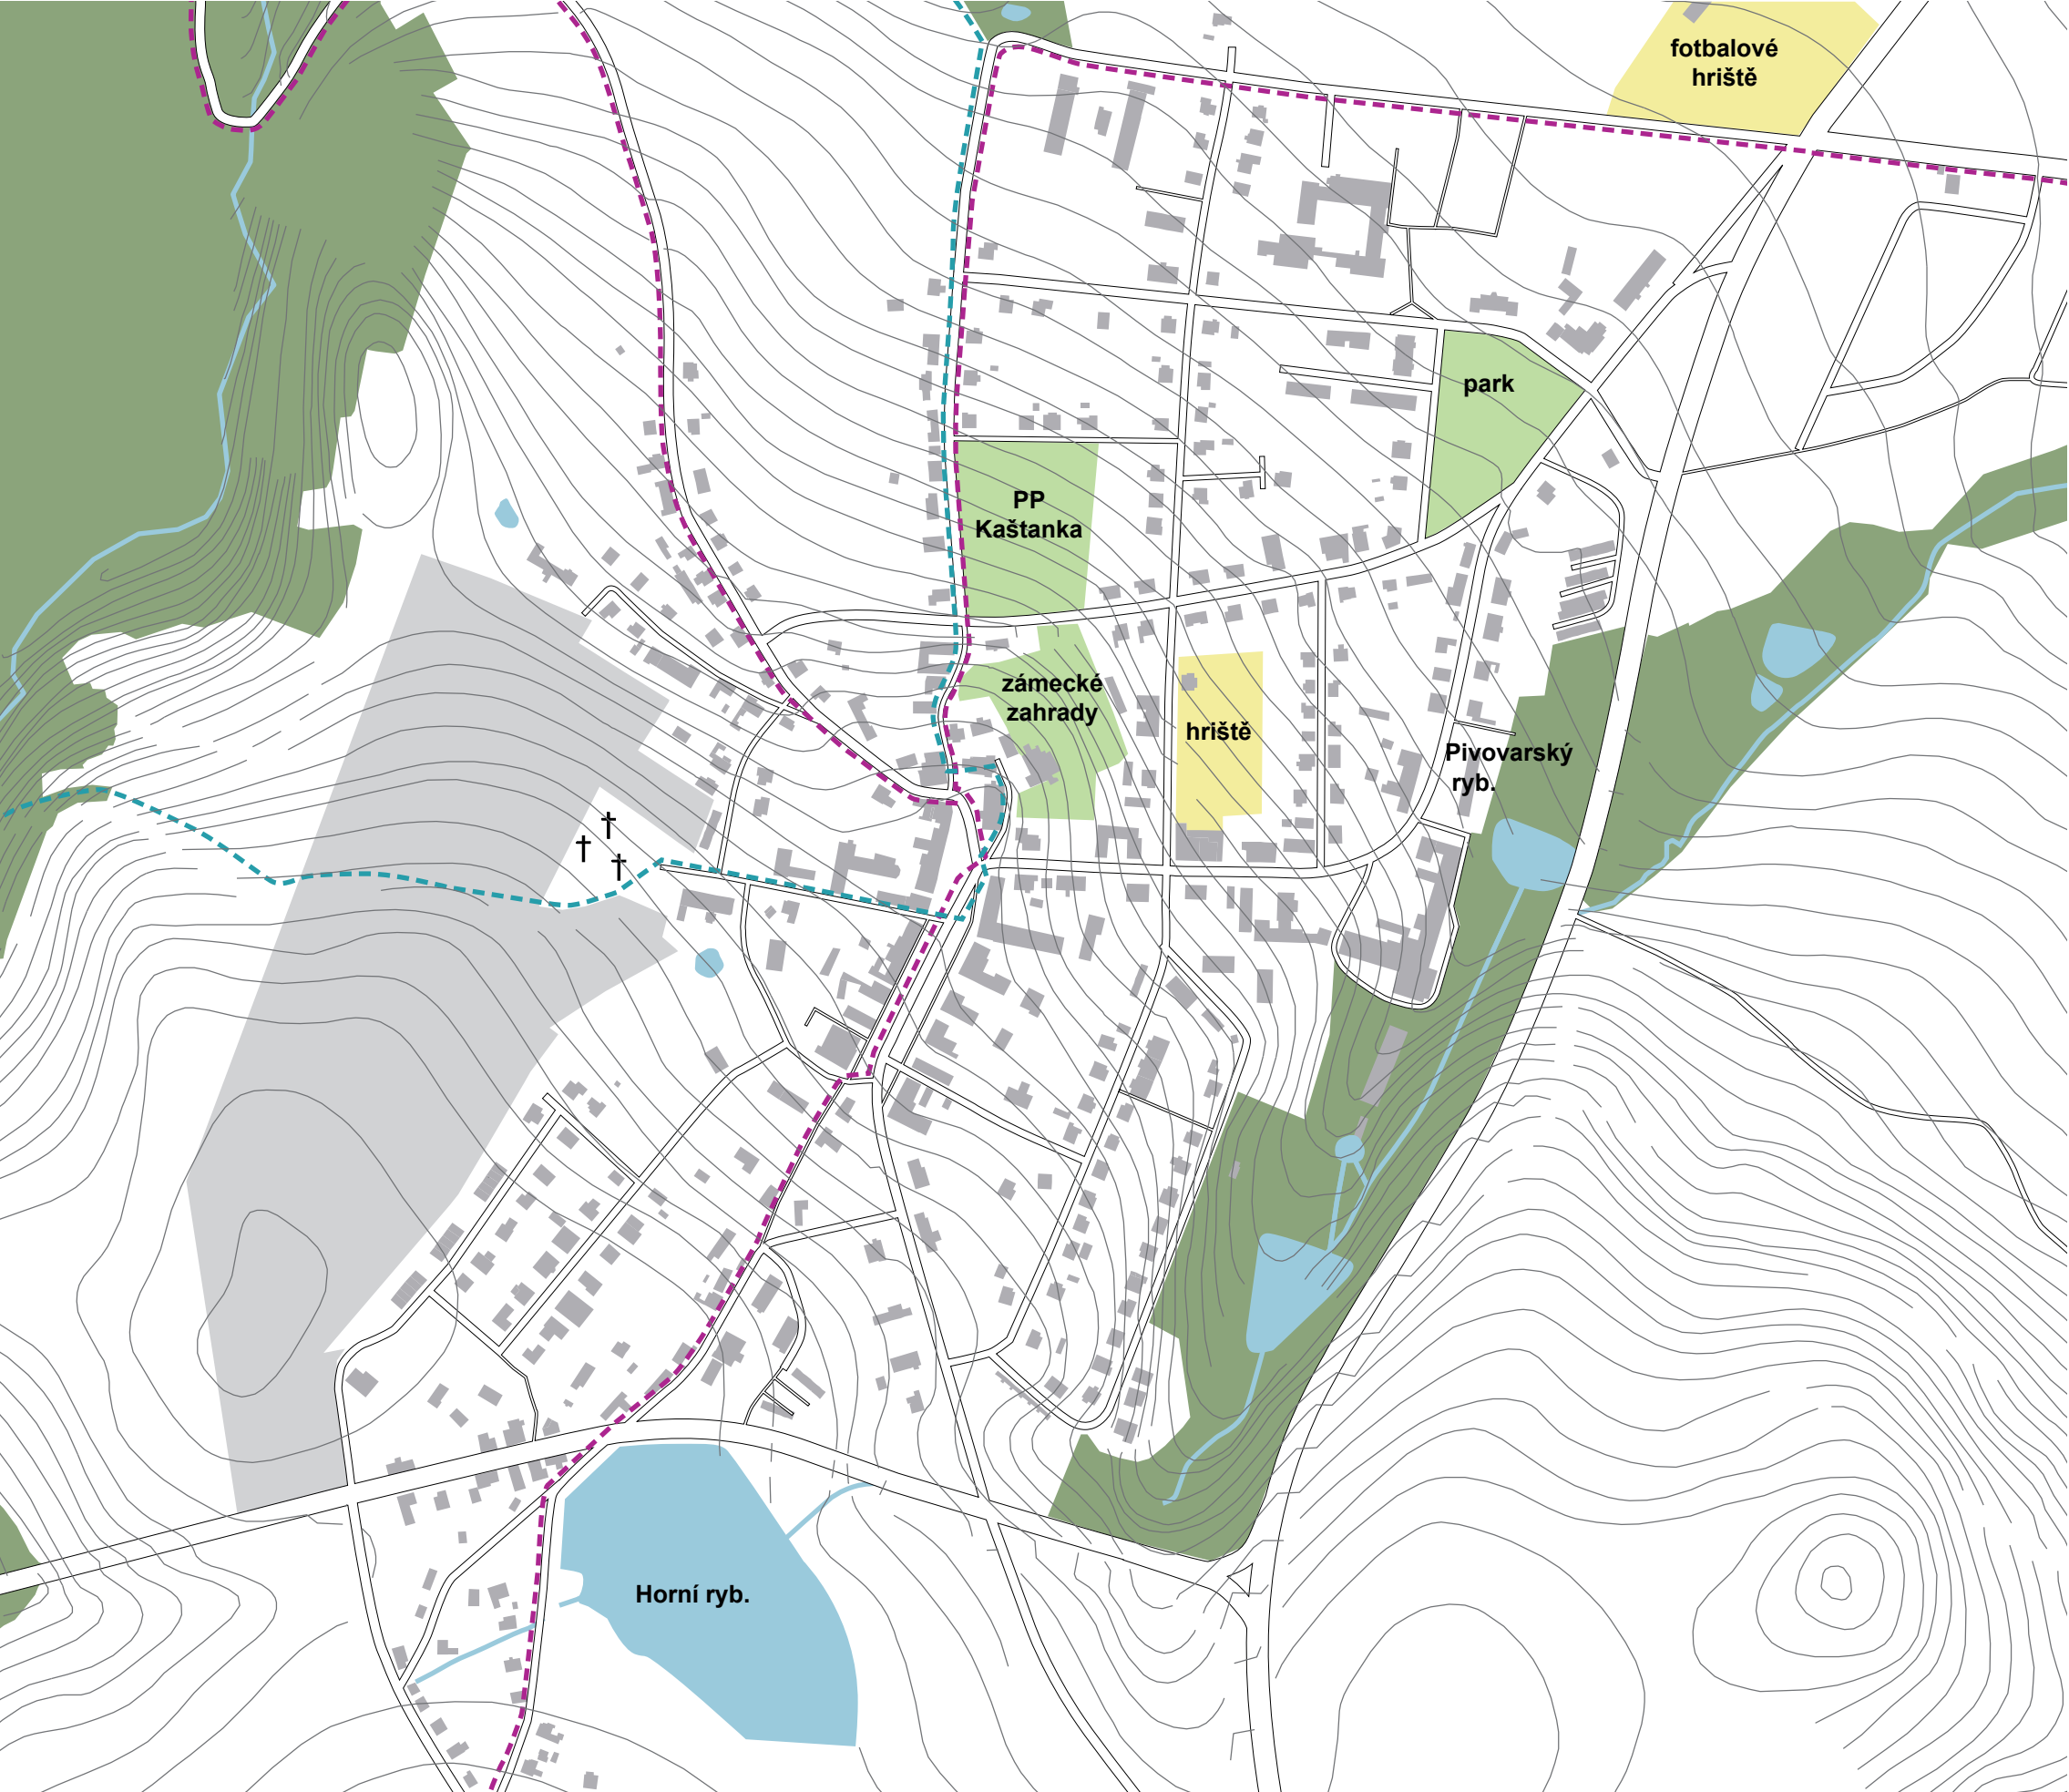 fotbalové
hriště
park
PP
Kaštanka
zámecké
zahrady
hriště
Pivovarský
ryb.
Horní ryb.